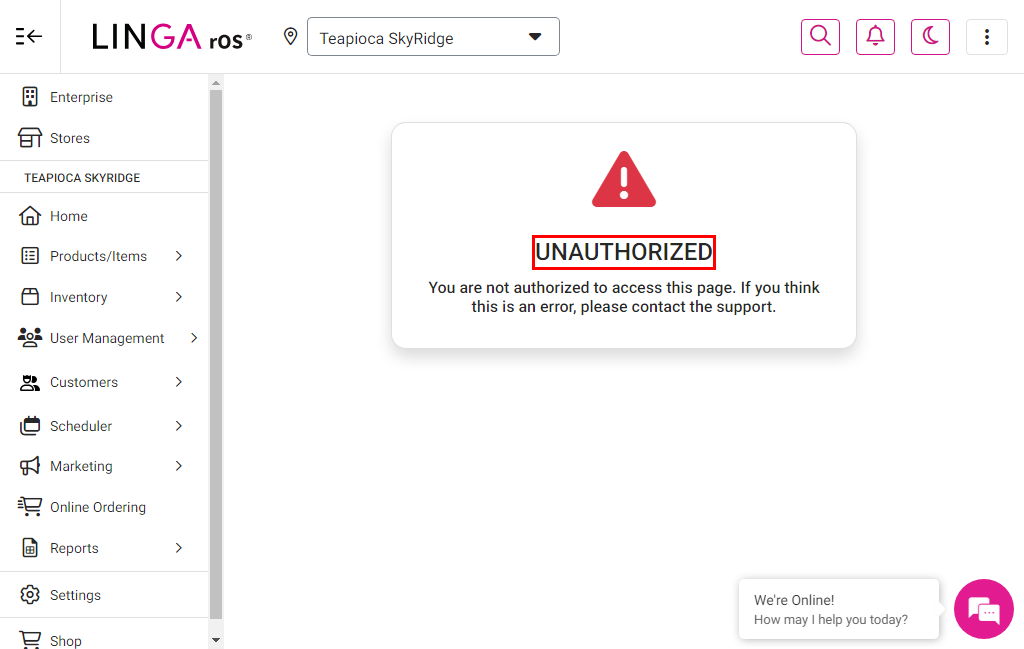 LINGA ros®
Teapioca SkyRidge
Enterprise
Stores
TEAPIOCA SKYRIDGE
Home
Products/Items
Inventory
User Management
Customers
Scheduler
Marketing
Online Ordering
Reports
Settings
Shop
UNAUTHORIZED
You are not authorized to access this page. If you think
this is an error, please contact the support.
We're Online!
How may I help you today?